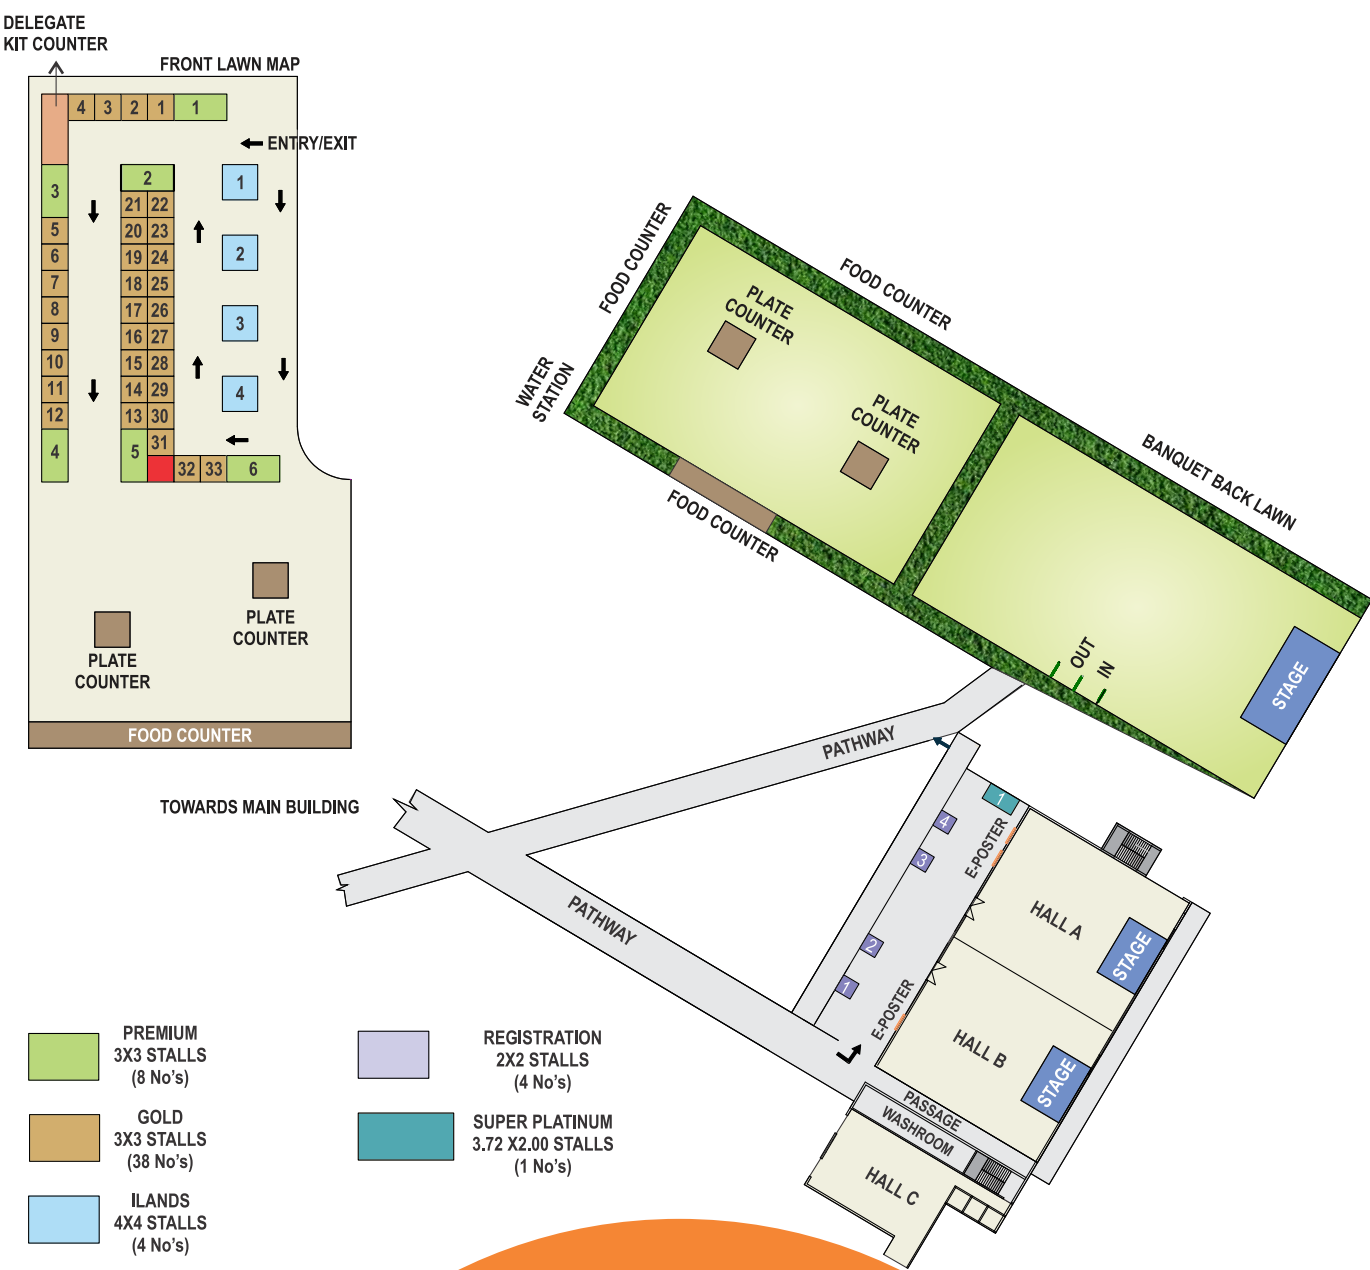 DELEGATE
KIT COUNTER
FRONT LAWN MAP
4 3 2 1 1
ENTRY/EXIT
3
2
1
21 22
5
20 23
6
19 24
2
7
18 25
8
17 26
3
9
16 27
10
15 28
11
14 29
4
12
13 30
4
5
31
32 33 6
PLATE
COUNTER
PLATE
COUNTER
FOOD COUNTER
FOOD COUNTER
FOOD COUNTER
PLATE
COUNTER
WATER
STATION
PLATE
COUNTER
FOOD COUNTER
BANQUET BACK LAWN
OUT
IN
STAGE
PATHWAY
TOWARDS MAIN BUILDING
PATHWAY
1
4
3
2
1
E-POSTER
E-POSTER
HALL A
STAGE
HALL B
STAGE
PASSAGE
WASHROOM
HALL C
PREMIUM
3X3 STALLS
(8 No's)
GOLD
3X3 STALLS
(38 No's)
ILANDS
4X4 STALLS
(4 No's)
REGISTRATION
2X2 STALLS
(4 No's)
SUPER PLATINUM
3.72 X2.00 STALLS
(1 No's)